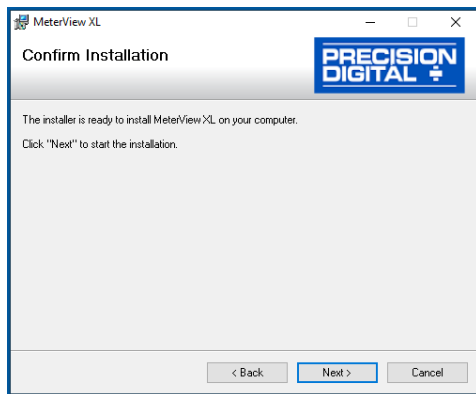 MeterView XL
Confirm Installation
PRECISION
DIGITAL
The installer is ready to install MeterView XL on your computer.
Click "Next" to start the installation.
< Back
Next >
Cancel